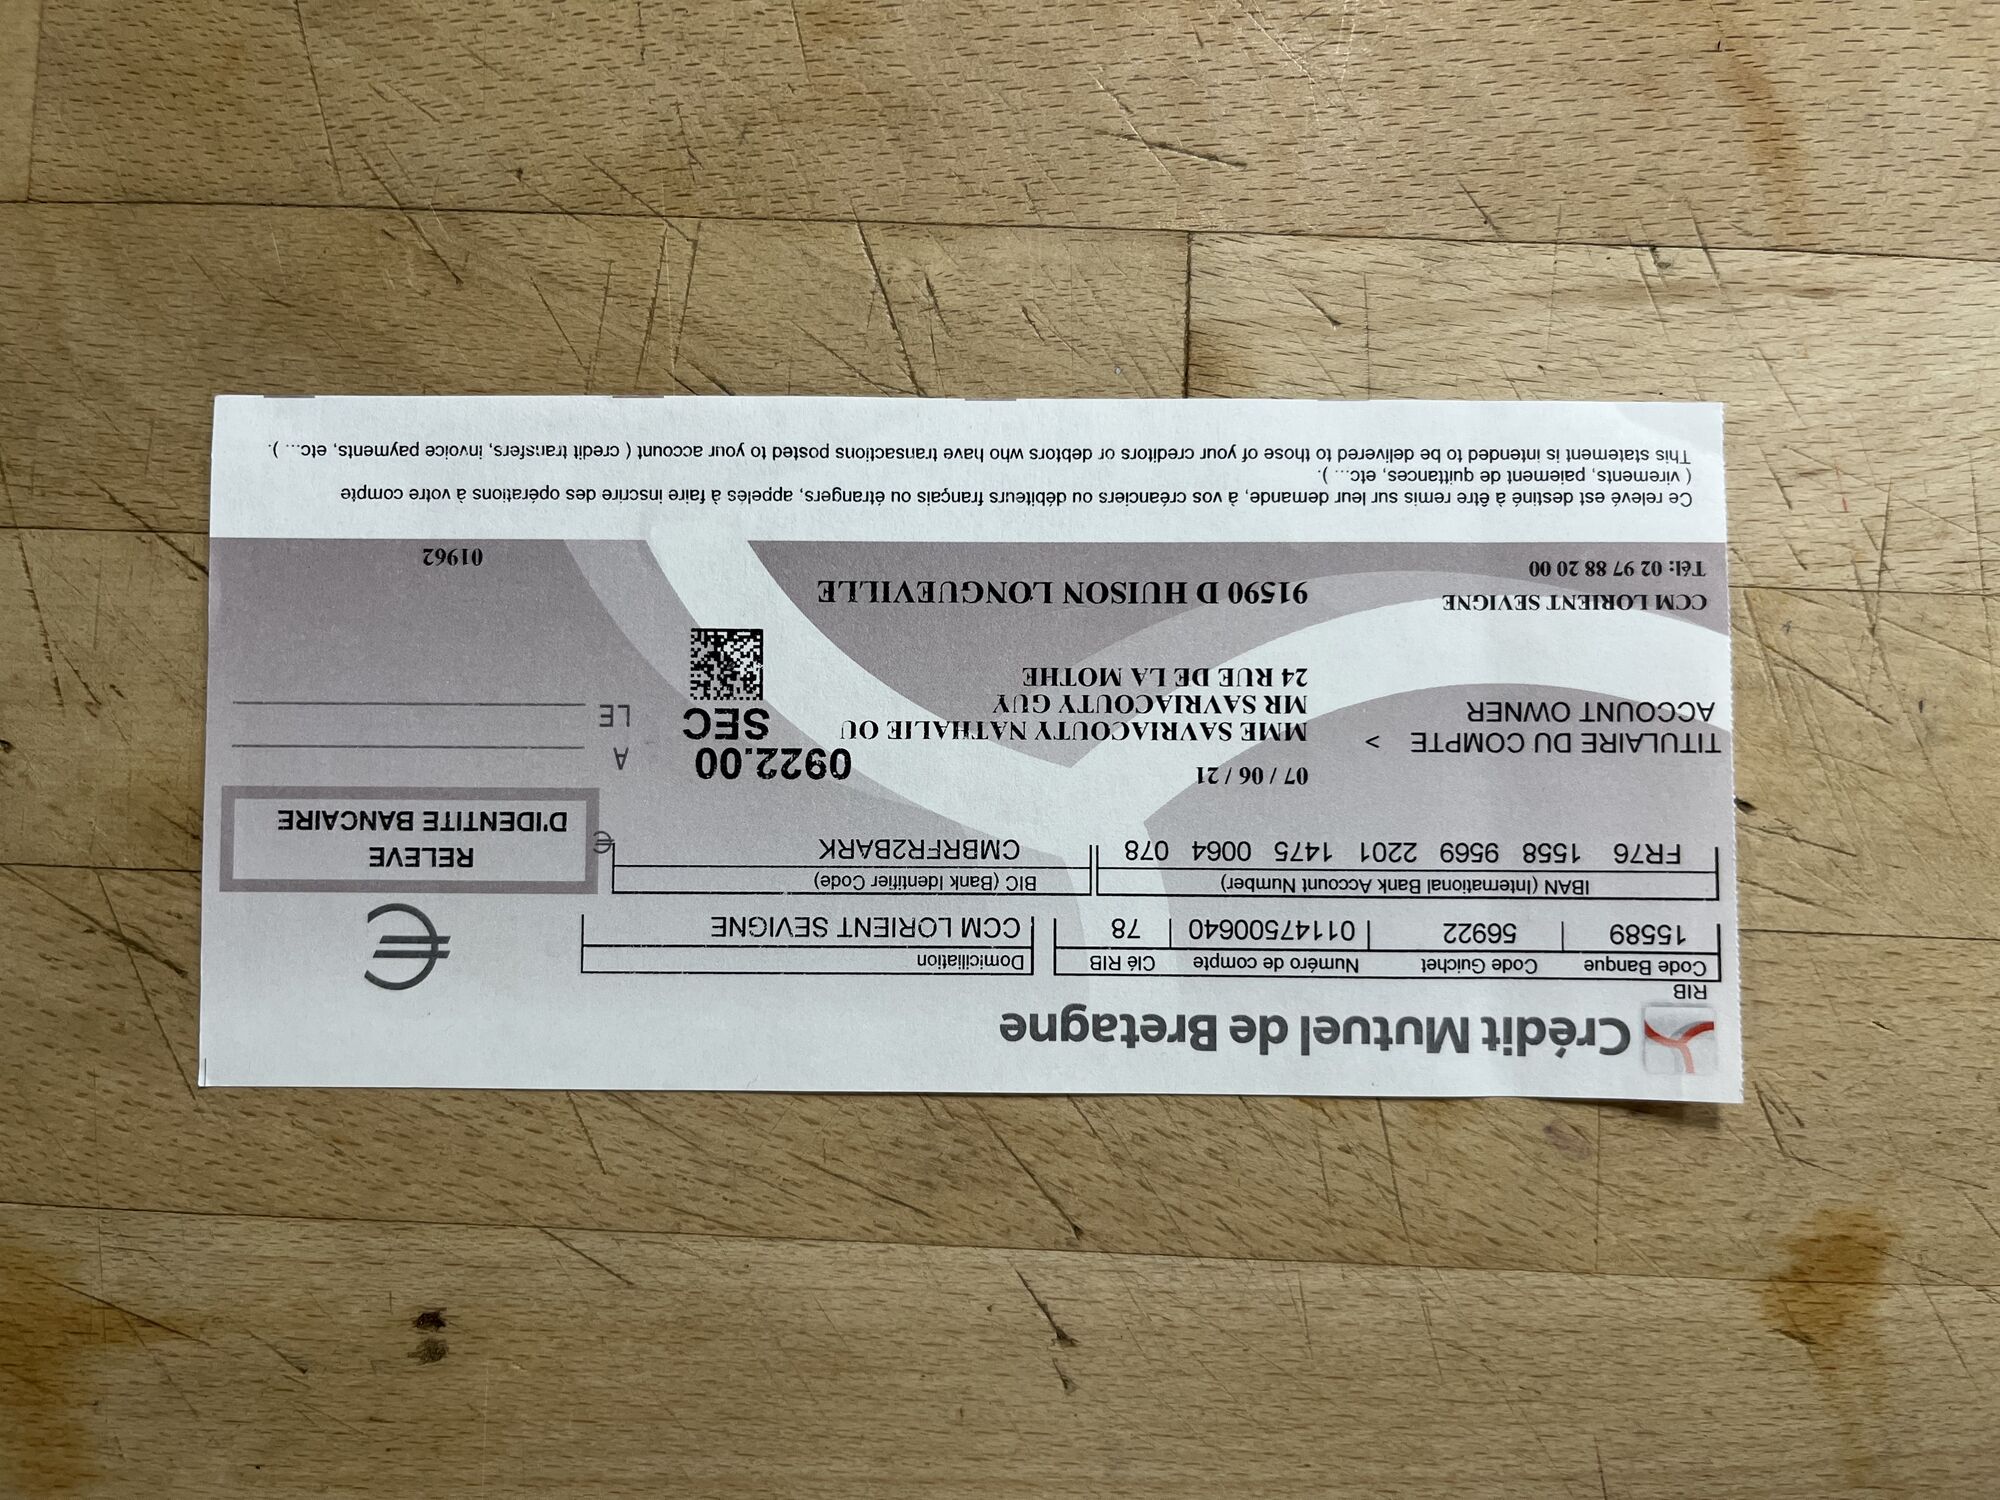 Crédit Mutuel de Bretagne
RIB
Code Banque Code Guichet Numéro de compte Clé RIB Domiciliation
15589 56922 01147500640 78 CCM LORIENT SEVIGNE
€
IBAN (International Bank Account Number) BIC (Bank Identifier Code)
FR76 1558 9569 2201 1475 0064 078 CMBRFR2BARK
€
RELEVE
D'IDENTITE BANCAIRE
07 / 06 / 21
0922.00
SEC
A
LE
TITULAIRE DU COMPTE >
ACCOUNT OWNER
MME SAVRIACOUTY NATHALIE OU
MR SAVRIACOUTY GUY
24 RUE DE LA MOTHE
91590 D HUISON LONGUEVILLE
CCM LORIENT SEVIGNE
Tél: 02 97 88 20 00
01962
Ce relevé est destiné à être remis sur leur demande, à vos créanciers ou débiteurs français ou étrangers, appelés à faire inscrire des opérations à votre compte
( virements, paiement de quittances, etc... ).
This statement is intended to be delivered to those of your creditors or debtors who have transactions posted to your account ( credit transfers, invoice payments, etc... ).